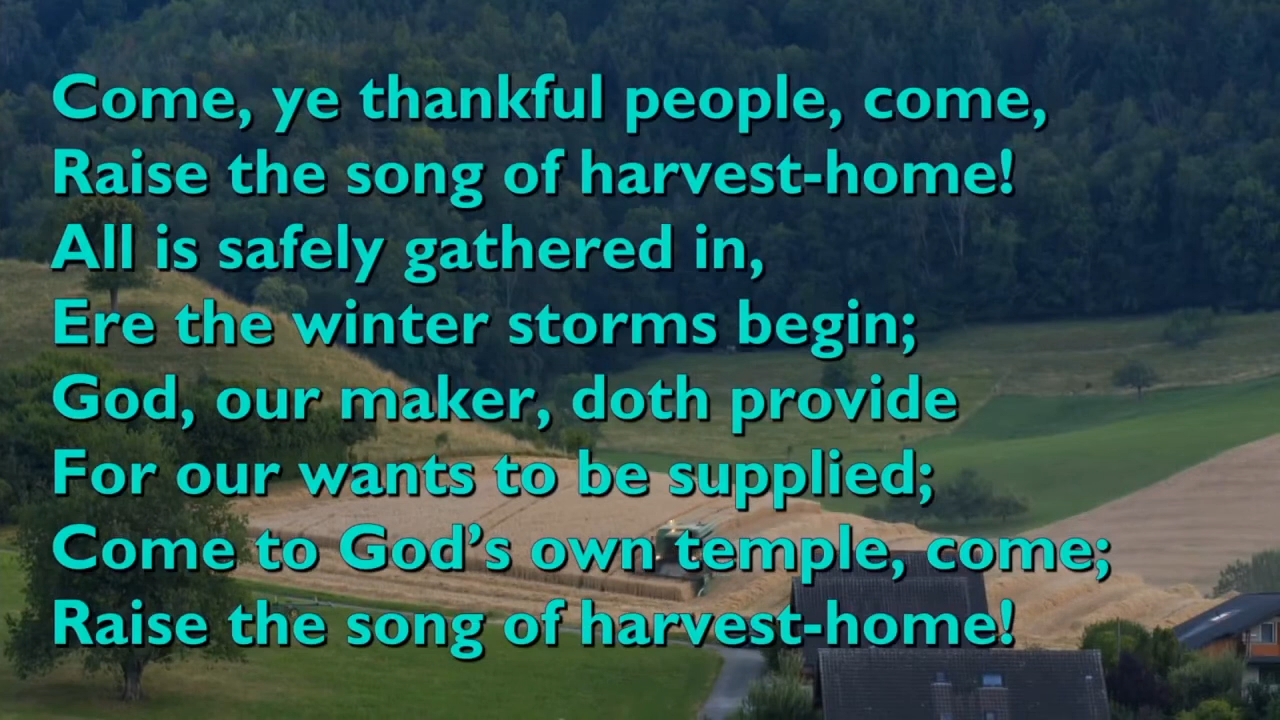 Come, ye thankful people, come,
Raise the song of harvest-home!
All is safely gathered in,
Ere the winter storms begin;
God, our maker, doth provide
For our wants to be supplied;
Come to God’s own temple, come;
Raise the song of harvest-home!